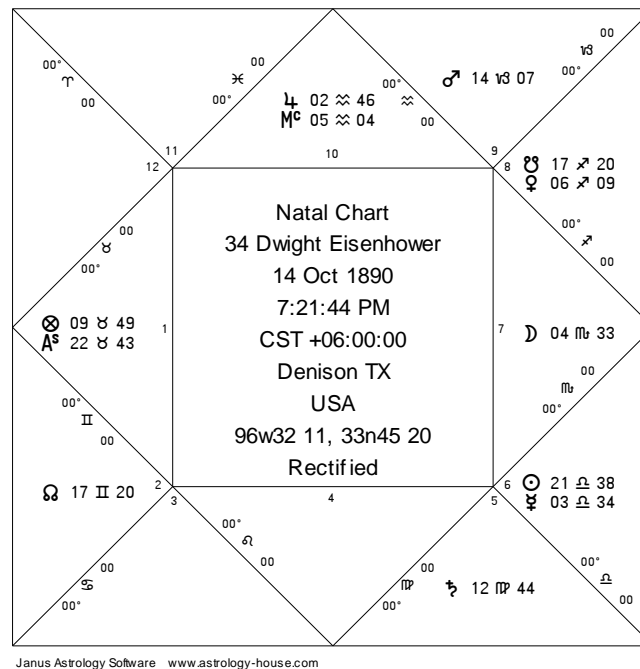 00 ♑ 00°
♂ 14 ♑ 07
00 ♓ 00°
00° ♈ 00
♃ 02 ♒ 46
Mc 05 ♒ 04
00° ♒ 00
11
12
10
9
8
☋ 17 ♐ 20
♀ 06 ♐ 09
00° ♐ 00
Natal Chart
34 Dwight Eisenhower
14 Oct 1890
7:21:44 PM
CST +06:00:00
Denison TX
USA
96w32 11, 33n45 20
Rectified
00 ♉ 00°
⊗ 09 ♉ 49
As 22 ♉ 43
1
7
☽ 04 ♏ 33
00 ♏ 00°
00° ♊ 00
☊ 17 ♊ 20
2
3
4
6
5
☉ 21 ♎ 38
☿ 03 ♎ 34
00° ♌ 00
00 ♋ 00°
00 ♍ 00°
♄ 12 ♍ 44
00° ♎ 00
Janus Astrology Software www.astrology-house.com